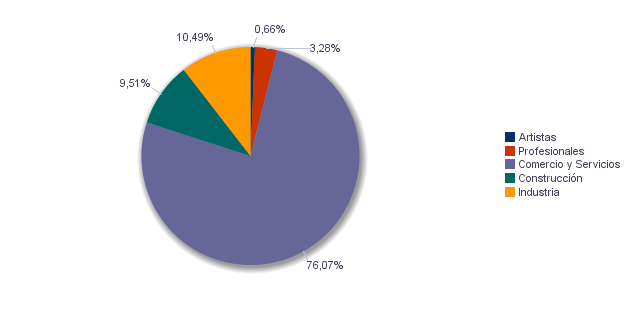 0,66%
10,49%
3,28%
9,51%
76,07%
Artistas
Profesionales
Comercio y Servicios
Construcción
Industria